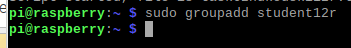 pi@raspberry:~ $ sudo groupadd student12r
pi@raspberry:~ $